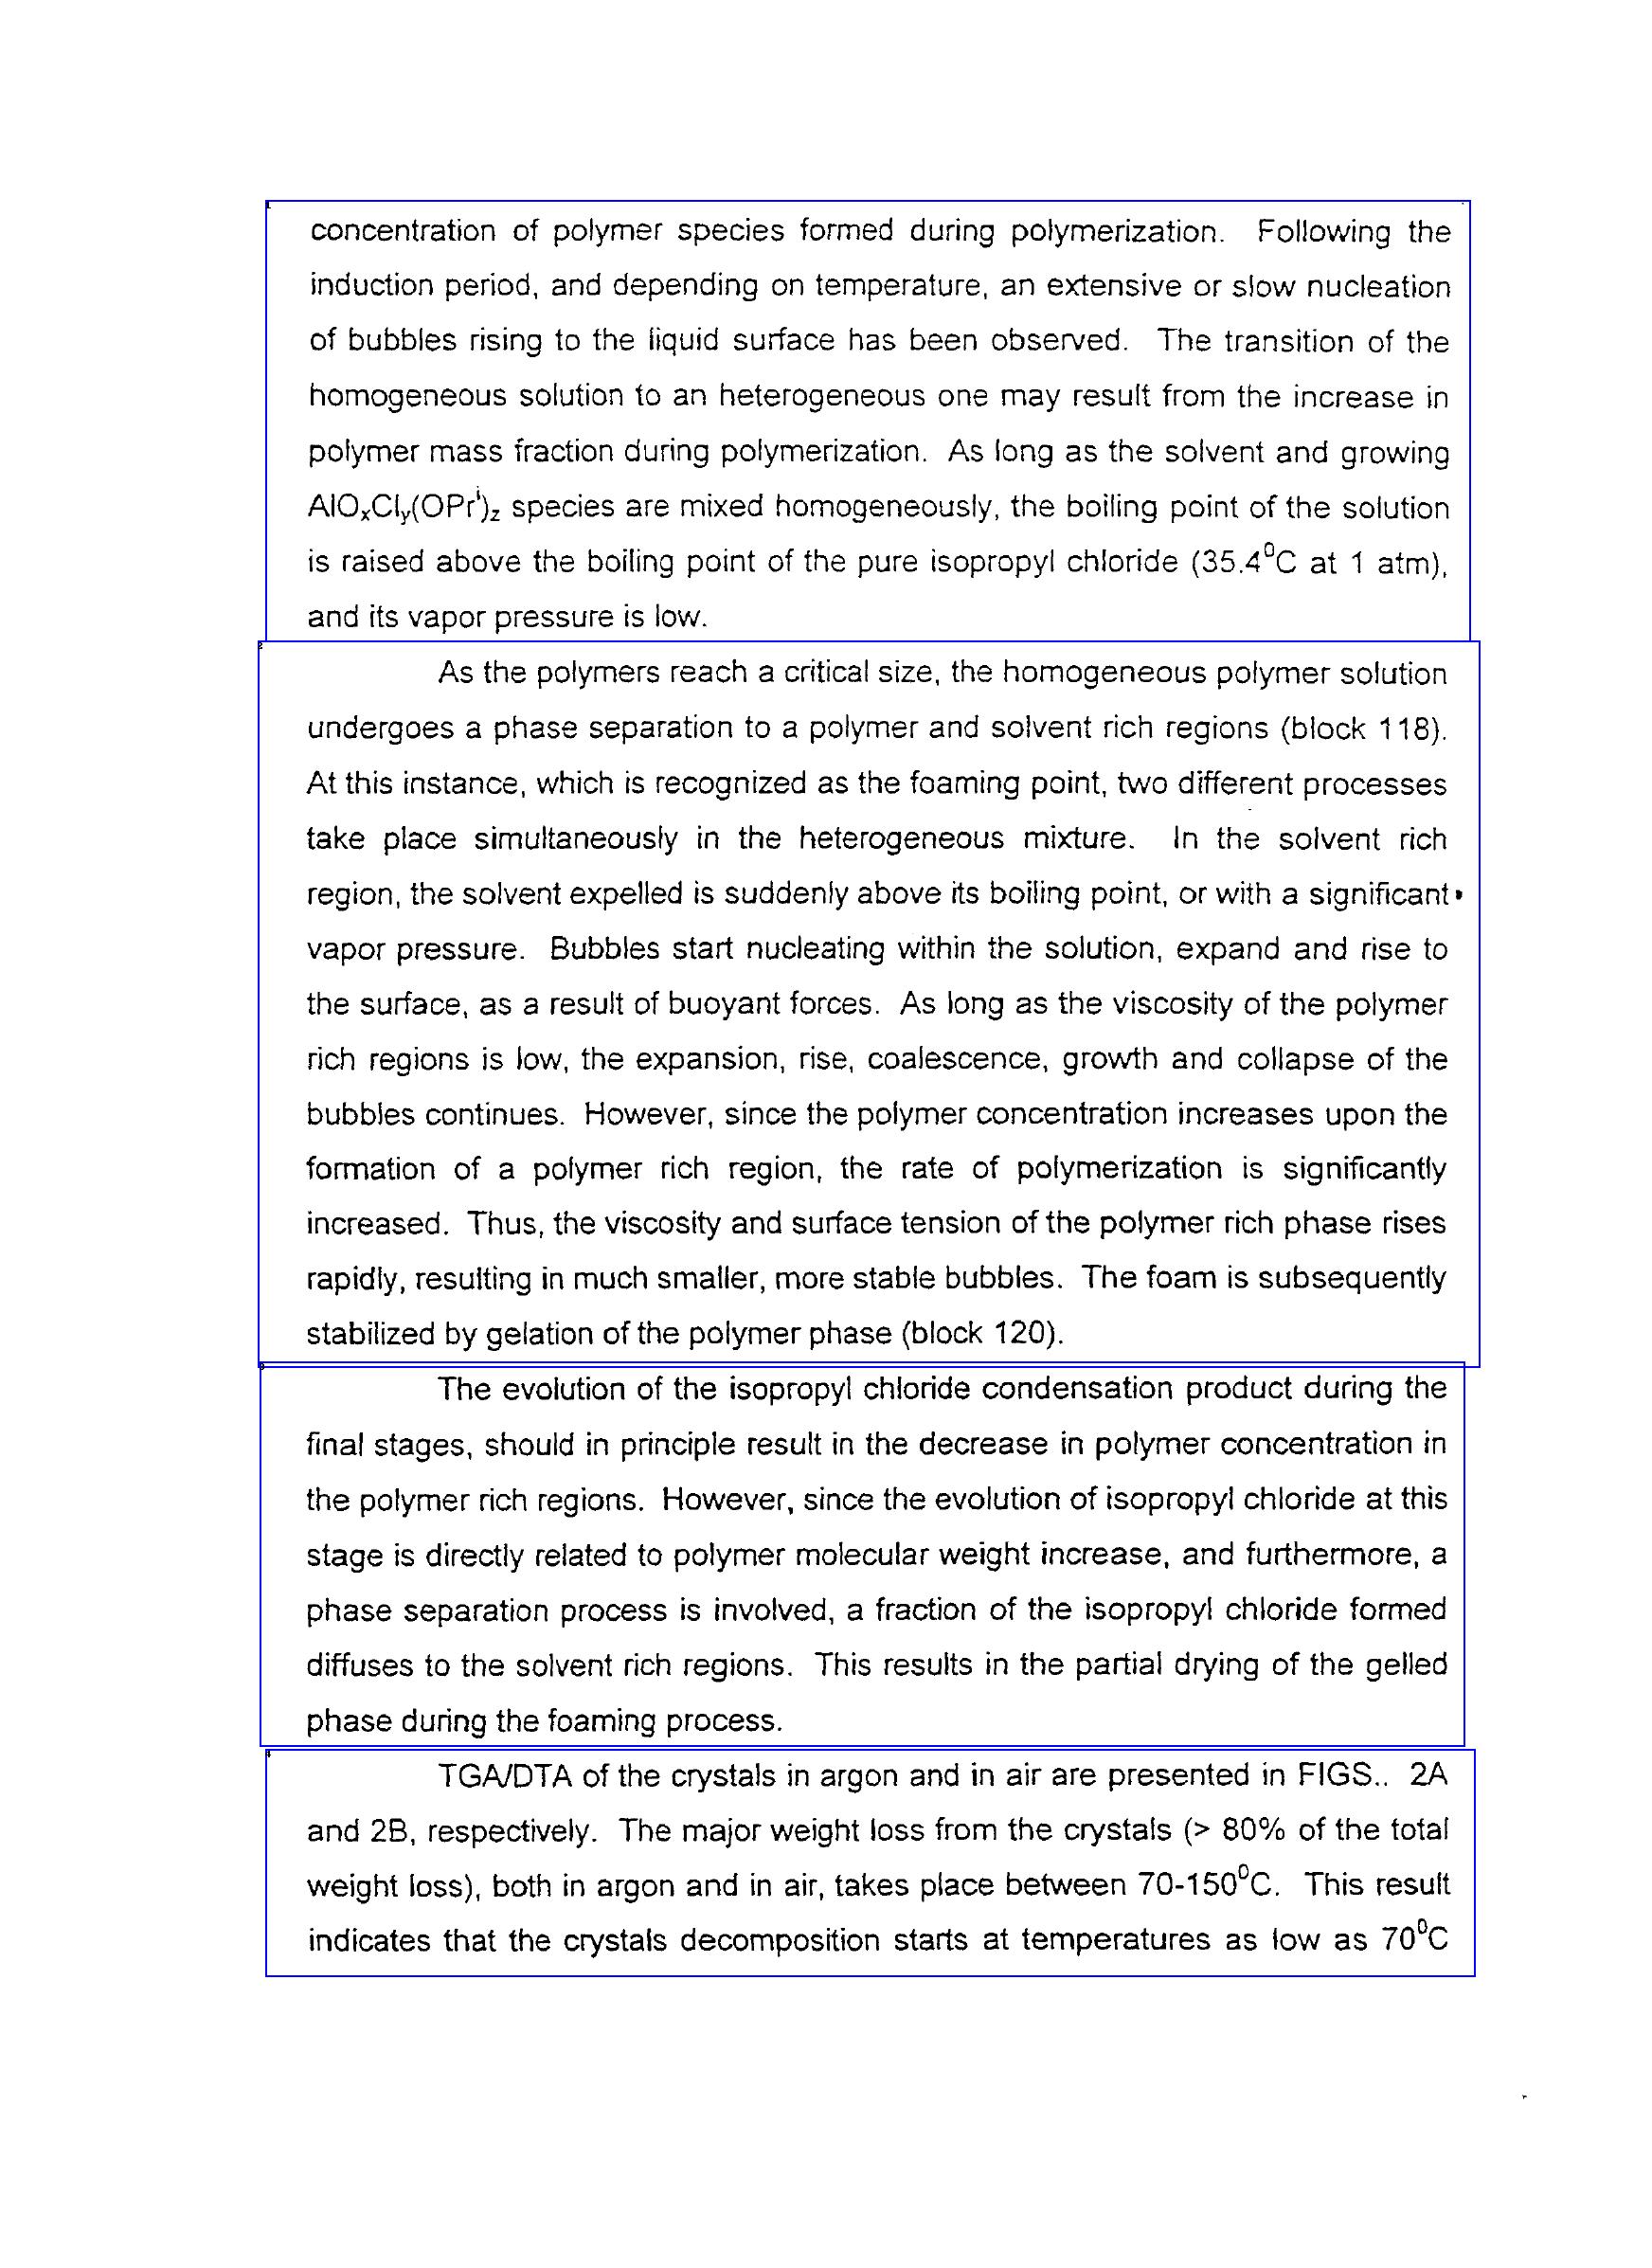 concentration of polymer species formed during polymerization. Following the
induction period, and depending on temperature, an extensive or slow nucleation
of bubbles rising to the liquid surface has been observed. The transition of the
homogeneous solution to an heterogeneous one may result from the increase in
polymer mass fraction during polymerization. As long as the solvent and growing
AlOₓClᵧ(OPrⁱ)z species are mixed homogeneously, the boiling point of the solution
is raised above the boiling point of the pure isopropyl chloride (35.4⁰C at 1 atm),
and its vapor pressure is low.
As the polymers reach a critical size, the homogeneous polymer solution
undergoes a phase separation to a polymer and solvent rich regions (block 118).
At this instance, which is recognized as the foaming point, two different processes
take place simultaneously in the heterogeneous mixture. In the solvent rich
region, the solvent expelled is suddenly above its boiling point, or with a significant
vapor pressure. Bubbles start nucleating within the solution, expand and rise to
the surface, as a result of buoyant forces. As long as the viscosity of the polymer
rich regions is low, the expansion, rise, coalescence, growth and collapse of the
bubbles continues. However, since the polymer concentration increases upon the
formation of a polymer rich region, the rate of polymerization is significantly
increased. Thus, the viscosity and surface tension of the polymer rich phase rises
rapidly, resulting in much smaller, more stable bubbles. The foam is subsequently
stabilized by gelation of the polymer phase (block 120).
The evolution of the isopropyl chloride condensation product during the
final stages, should in principle result in the decrease in polymer concentration in
the polymer rich regions. However, since the evolution of isopropyl chloride at this
stage is directly related to polymer molecular weight increase, and furthermore, a
phase separation process is involved, a fraction of the isopropyl chloride formed
diffuses to the solvent rich regions. This results in the partial drying of the gelled
phase during the foaming process.
TGA/DTA of the crystals in argon and in air are presented in FIGS.. 2A
and 2B, respectively. The major weight loss from the crystals (> 80% of the total
weight loss), both in argon and in air, takes place between 70-150⁰C. This result
indicates that the crystals decomposition starts at temperatures as low as 70⁰C